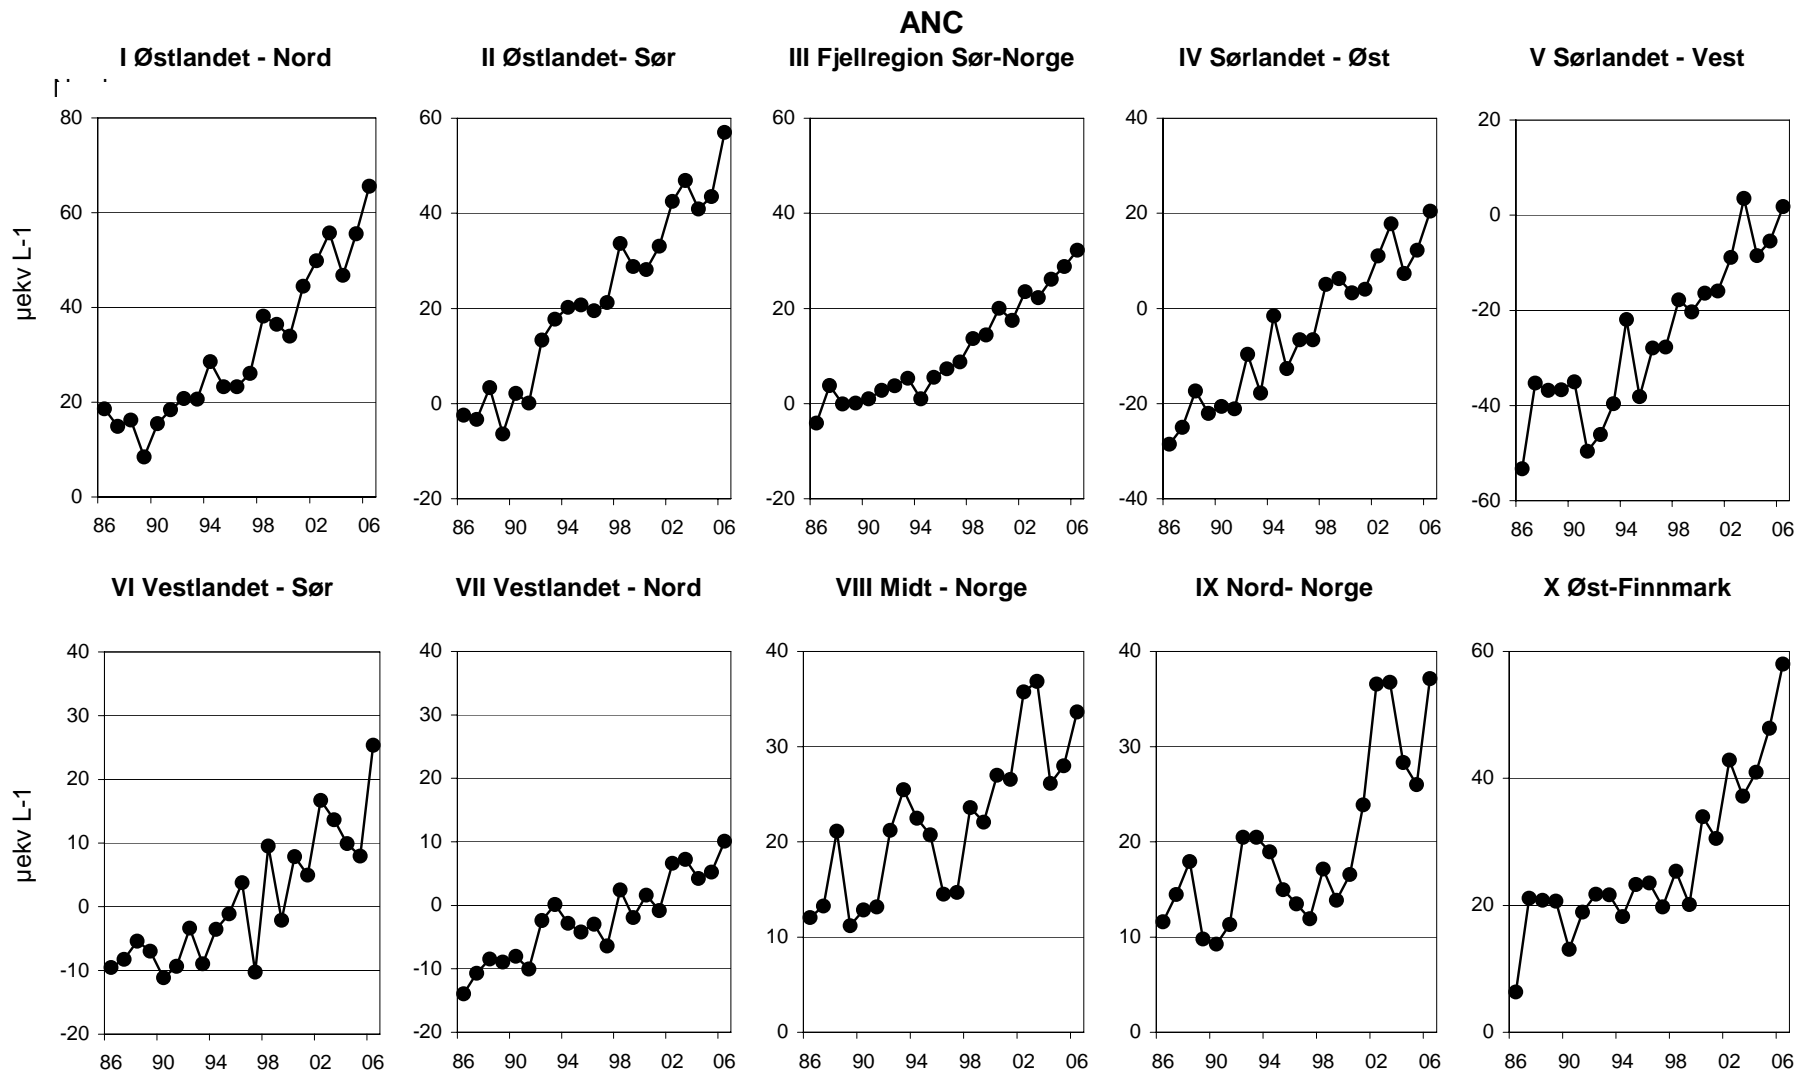 ANC
I Østlandet - Nord
II Østlandet- Sør
III Fjellregion Sør-Norge
IV Sørlandet - Øst
V Sørlandet - Vest
µekv L-1
80
60
40
20
0
86 90 94 98 02 06
60
40
20
0
-20
86 90 94 98 02 06
60
40
20
0
-20
86 90 94 98 02 06
40
20
0
-20
-40
86 90 94 98 02 06
20
0
-20
-40
-60
86 90 94 98 02 06
VI Vestlandet - Sør
VII Vestlandet - Nord
VIII Midt - Norge
IX Nord- Norge
X Øst-Finnmark
µekv L-1
40
30
20
10
0
-10
-20
86 90 94 98 02 06
40
30
20
10
0
-10
-20
86 90 94 98 02 06
40
30
20
10
0
86 90 94 98 02 06
40
30
20
10
0
86 90 94 98 02 06
60
40
20
0
86 90 94 98 02 06